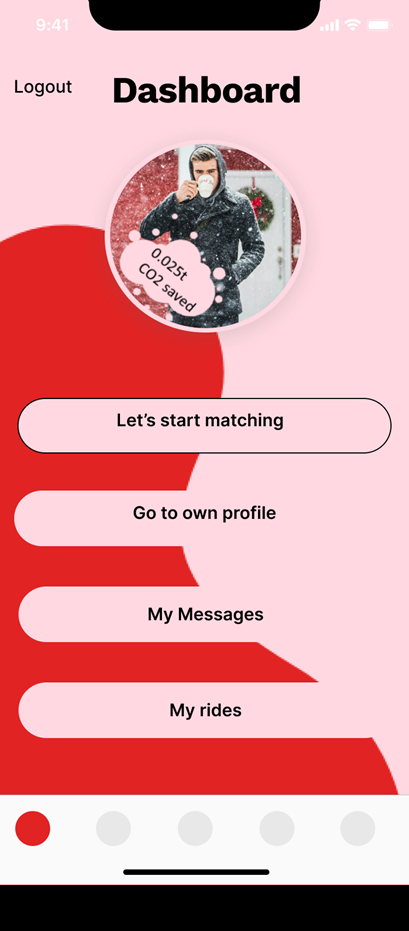 9:41
Logout
Dashboard
0.025t
CO2 saved
Let’s start matching
Go to own profile
My Messages
My rides